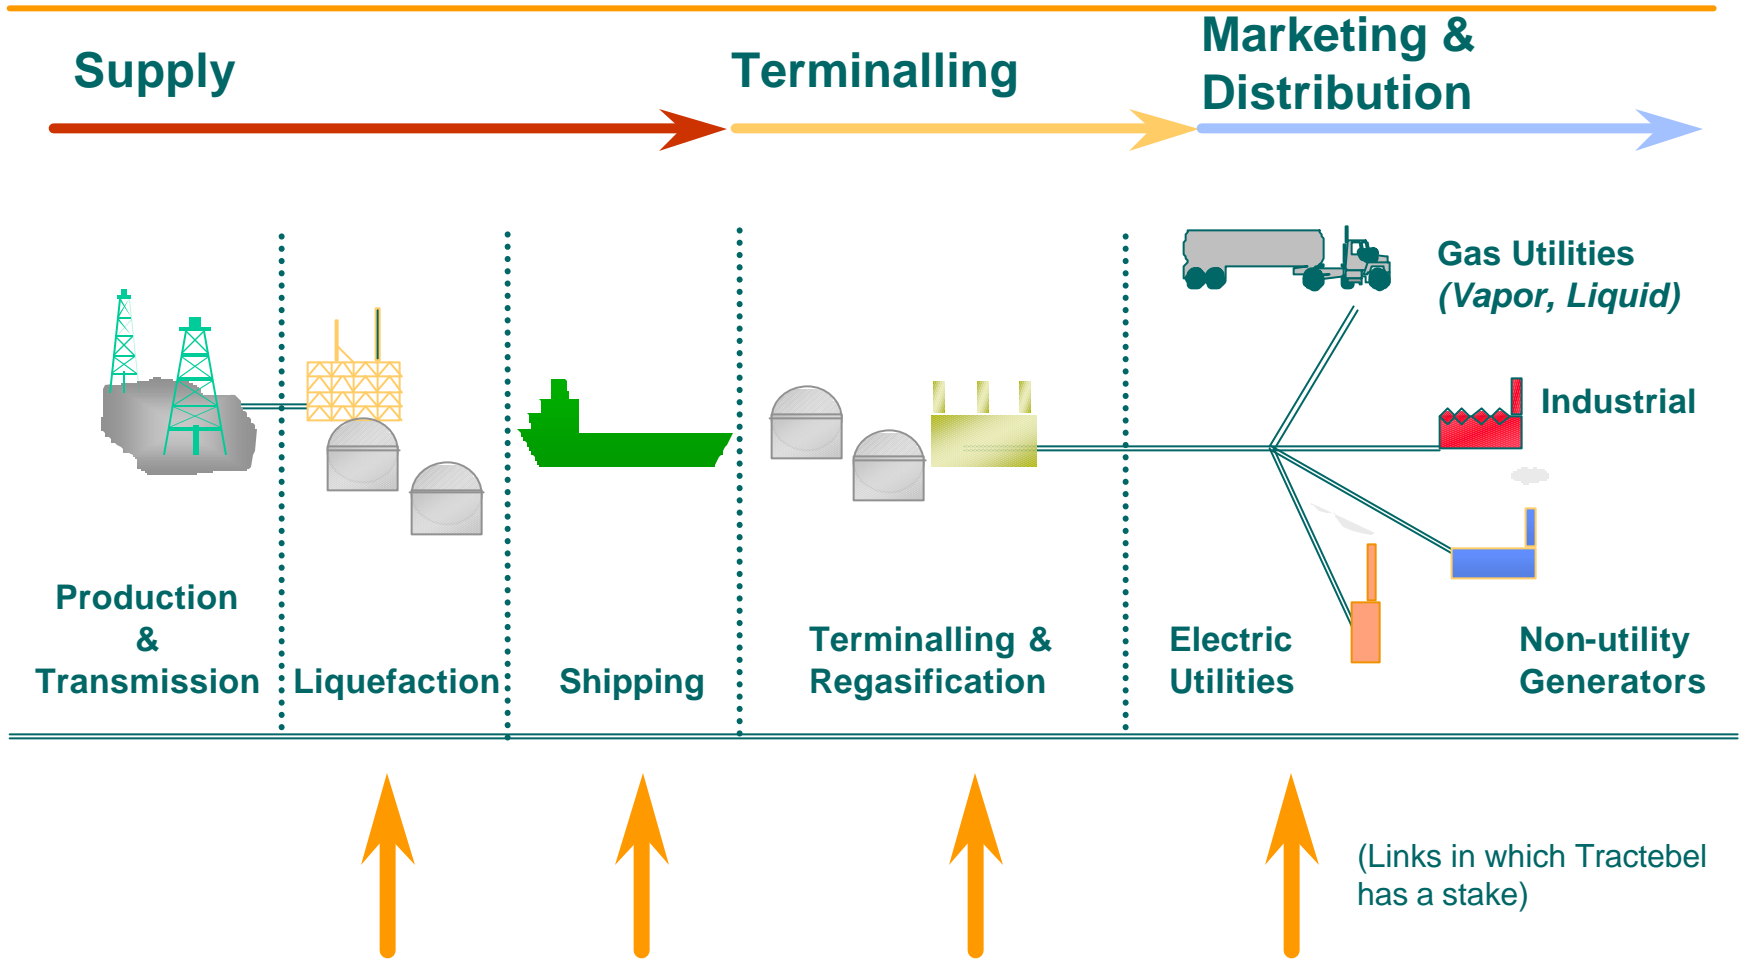 Supply
Terminalling
Marketing &
Distribution
Gas Utilities
(Vapor, Liquid)
Industrial
Production
&
Transmission
Liquefaction
Shipping
Terminalling &
Regasification
Electric
Utilities
Non-utility
Generators
(Links in which Tractebel
has a stake)